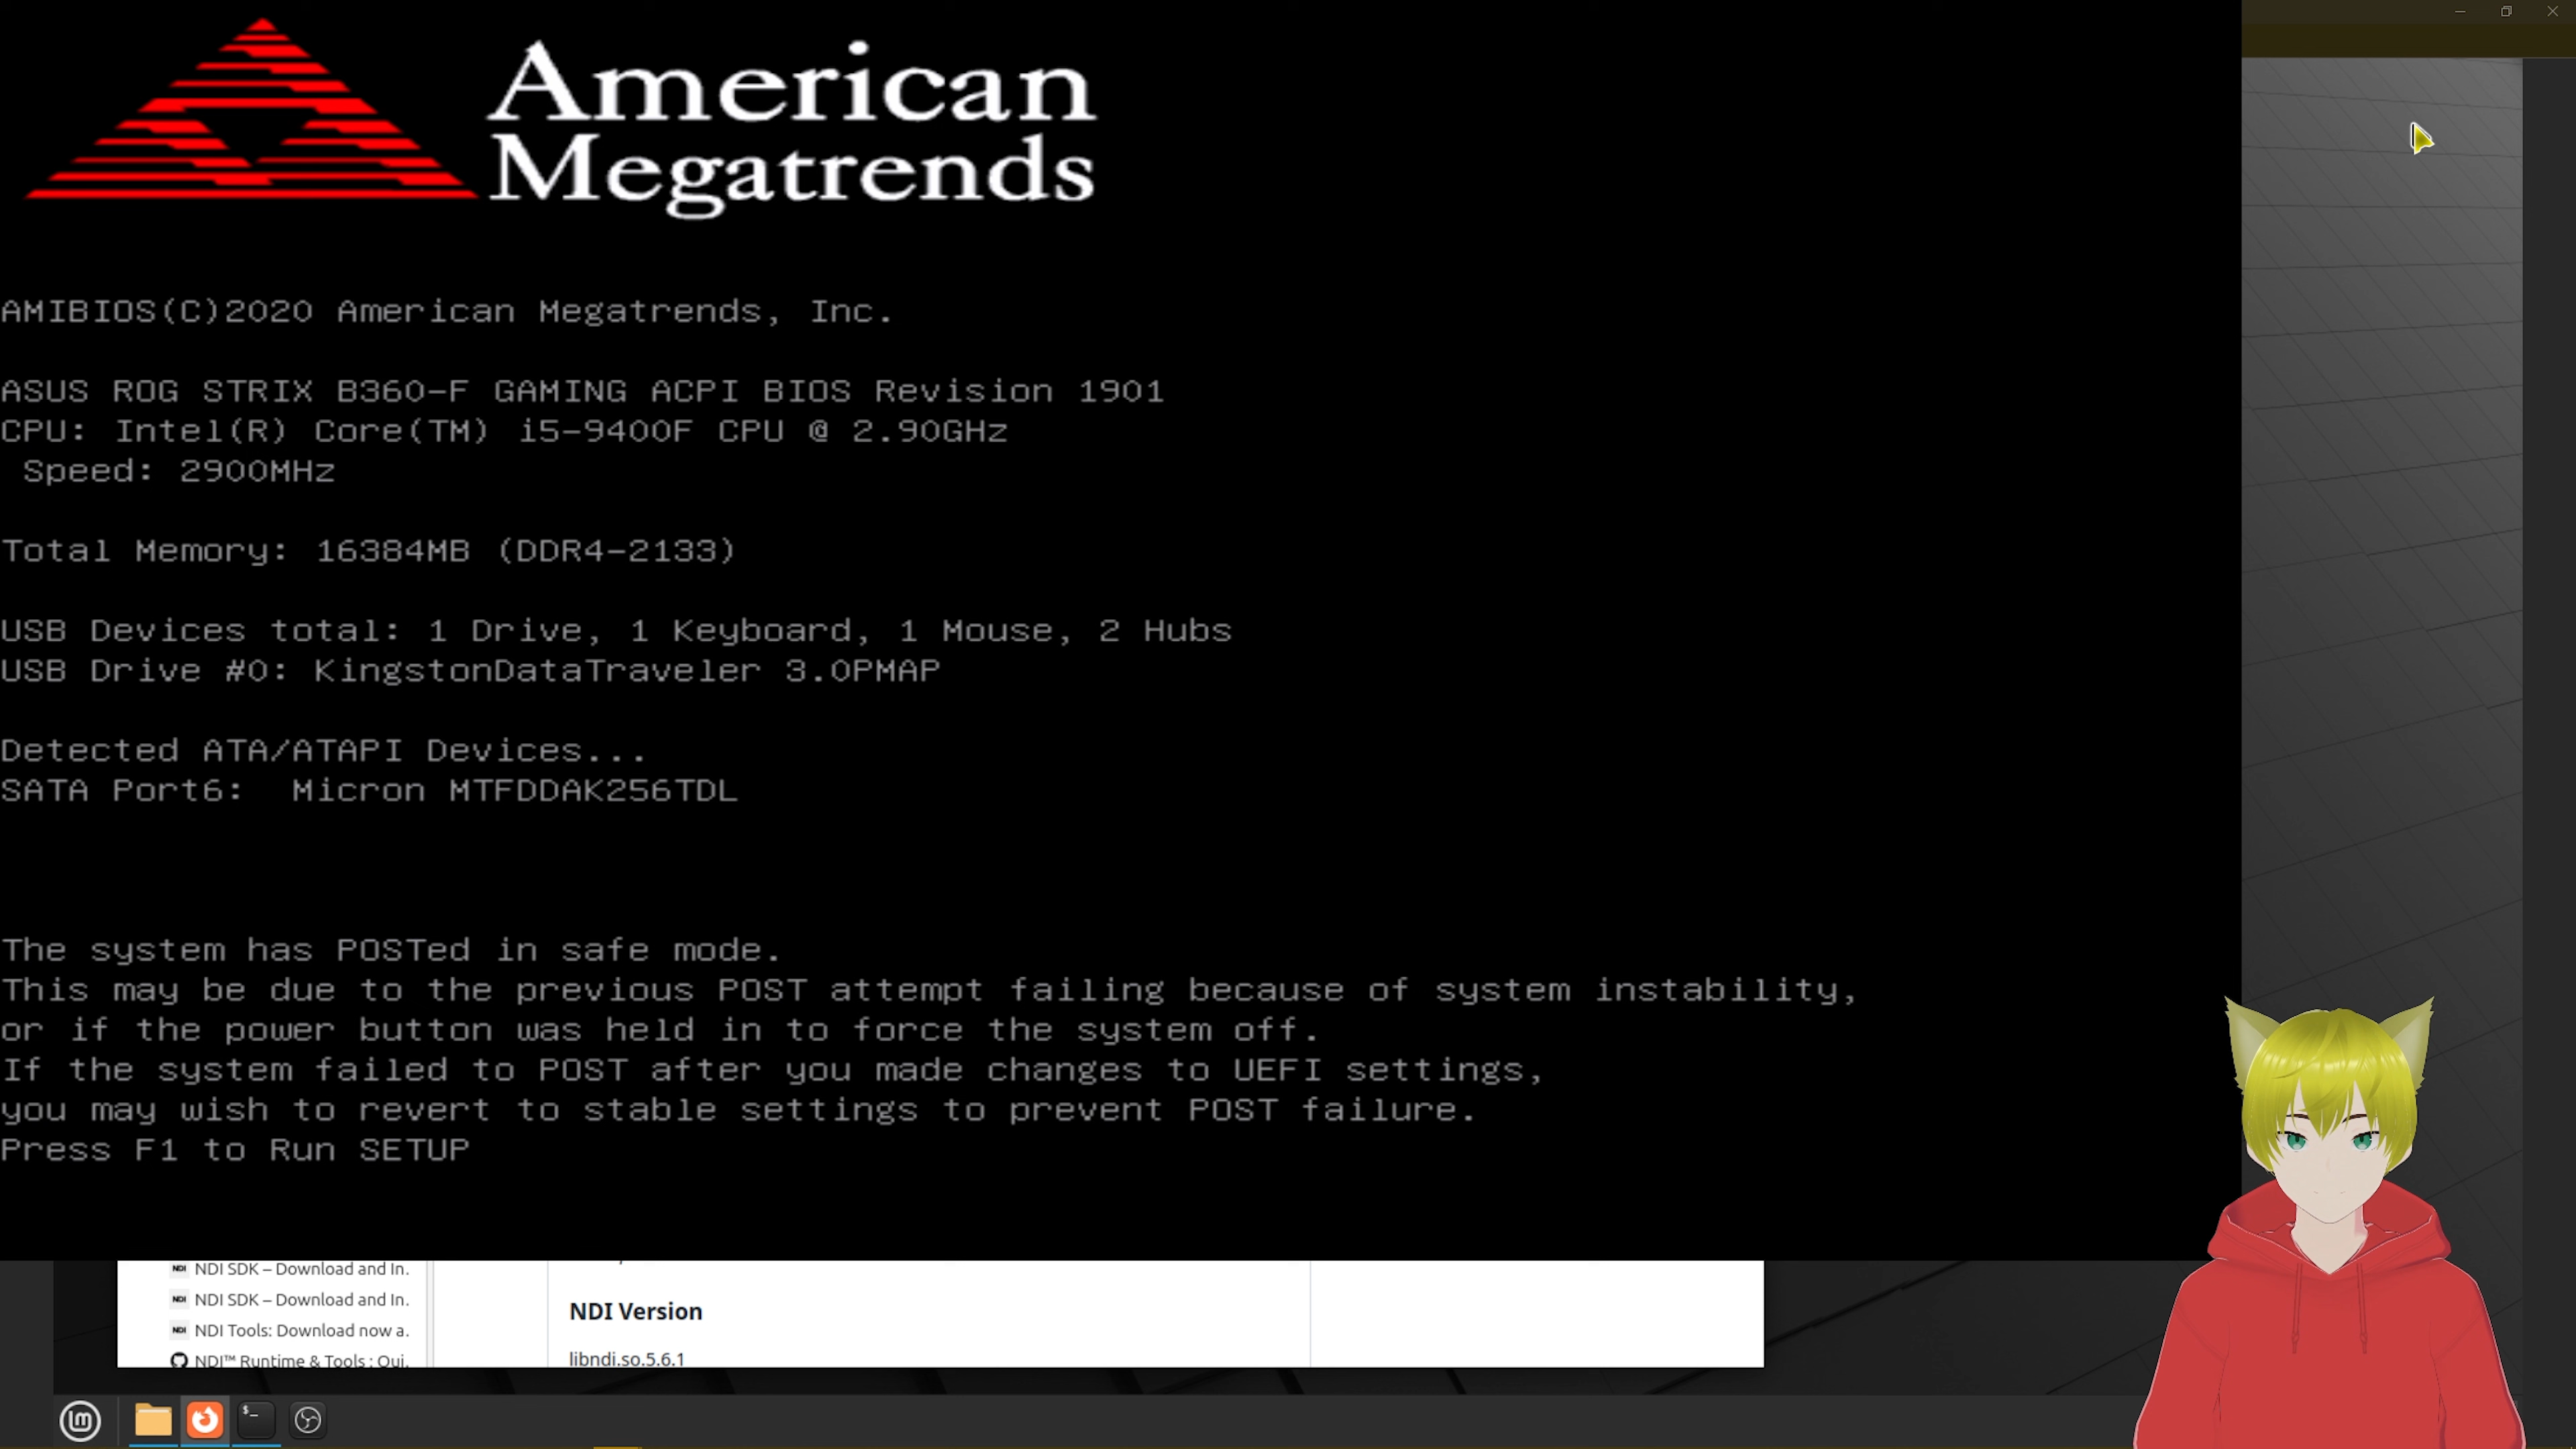 American
Megatrends
AMIBIOS(C)2020 American Megatrends, Inc.
ASUS ROG STRIX B360-F GAMING ACPI BIOS Revision 1901
CPU: Intel(R) Core(TM) i5-9400F CPU @ 2.90GHz
Speed: 2900MHz
Total Memory: 16384MB (DDR4-2133)
USB Devices total: 1 Drive, 1 Keyboard, 1 Mouse, 2 Hubs
USB Drive #0: KingstonDataTraveler 3.0PMAP
Detected ATA/ATAPI Devices...
SATA Port6: Micron MTFDDAK256TDL
The system has POSTed in safe mode.
This may be due to the previous POST attempt failing because of system instability,
or if the power button was held in to force the system off.
If the system failed to POST after you made changes to UEFI settings,
you may wish to revert to stable settings to prevent POST failure.
Press F1 to Run SETUP
NDI NDI SDK – Download and In.
NDI NDI SDK – Download and In.
NDI NDI Tools: Download now a.
NDI™ Runtime & Tools : Qui.
NDI Version
libndi.so.5.6.1